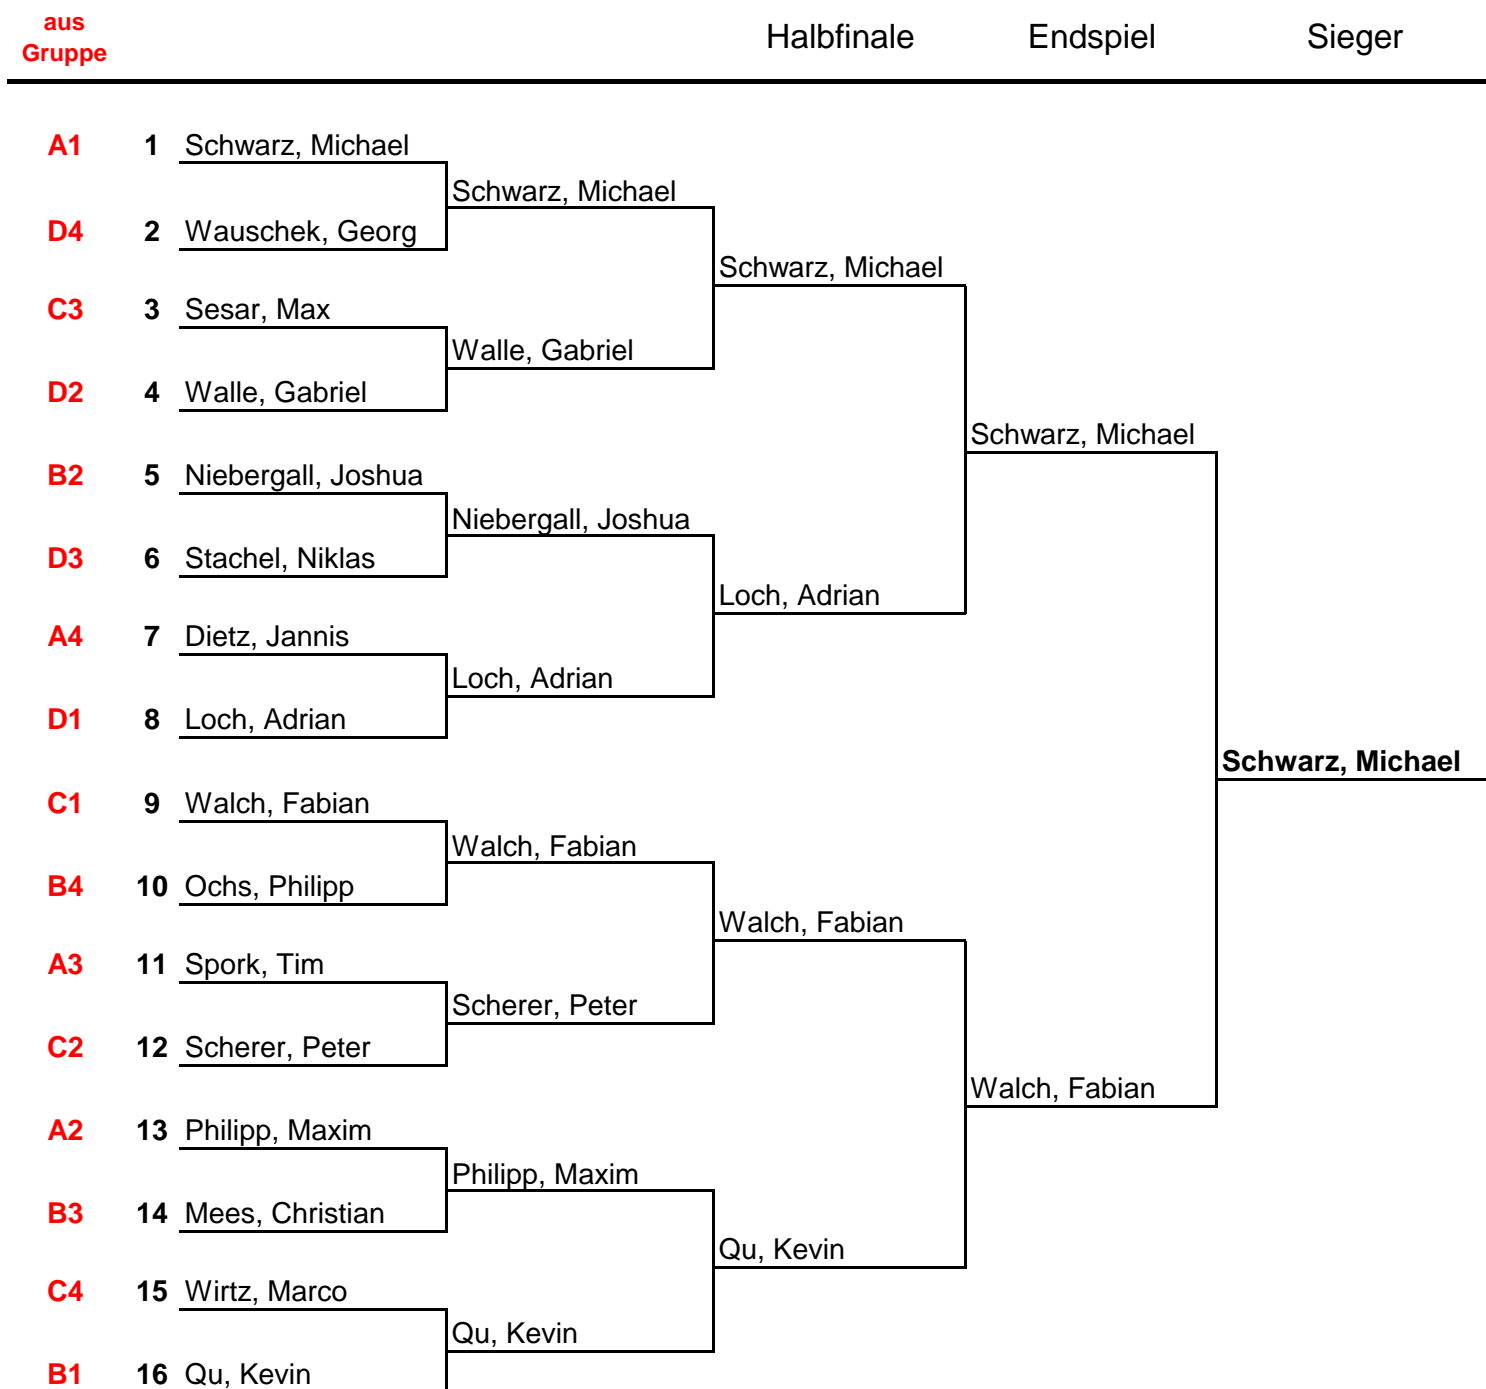 aus
Gruppe
Halbfinale Endspiel Sieger
A1 1 Schwarz, Michael
Schwarz, Michael
D4 2 Wauschek, Georg
Schwarz, Michael
C3 3 Sesar, Max
Walle, Gabriel
D2 4 Walle, Gabriel
Schwarz, Michael
B2 5 Niebergall, Joshua
Niebergall, Joshua
D3 6 Stachel, Niklas
Loch, Adrian
A4 7 Dietz, Jannis
Loch, Adrian
D1 8 Loch, Adrian
Schwarz, Michael
C1 9 Walch, Fabian
Walch, Fabian
B4 10 Ochs, Philipp
Walch, Fabian
A3 11 Spork, Tim
Scherer, Peter
C2 12 Scherer, Peter
Walch, Fabian
A2 13 Philipp, Maxim
Philipp, Maxim
B3 14 Mees, Christian
Qu, Kevin
C4 15 Wirtz, Marco
Qu, Kevin
B1 16 Qu, Kevin